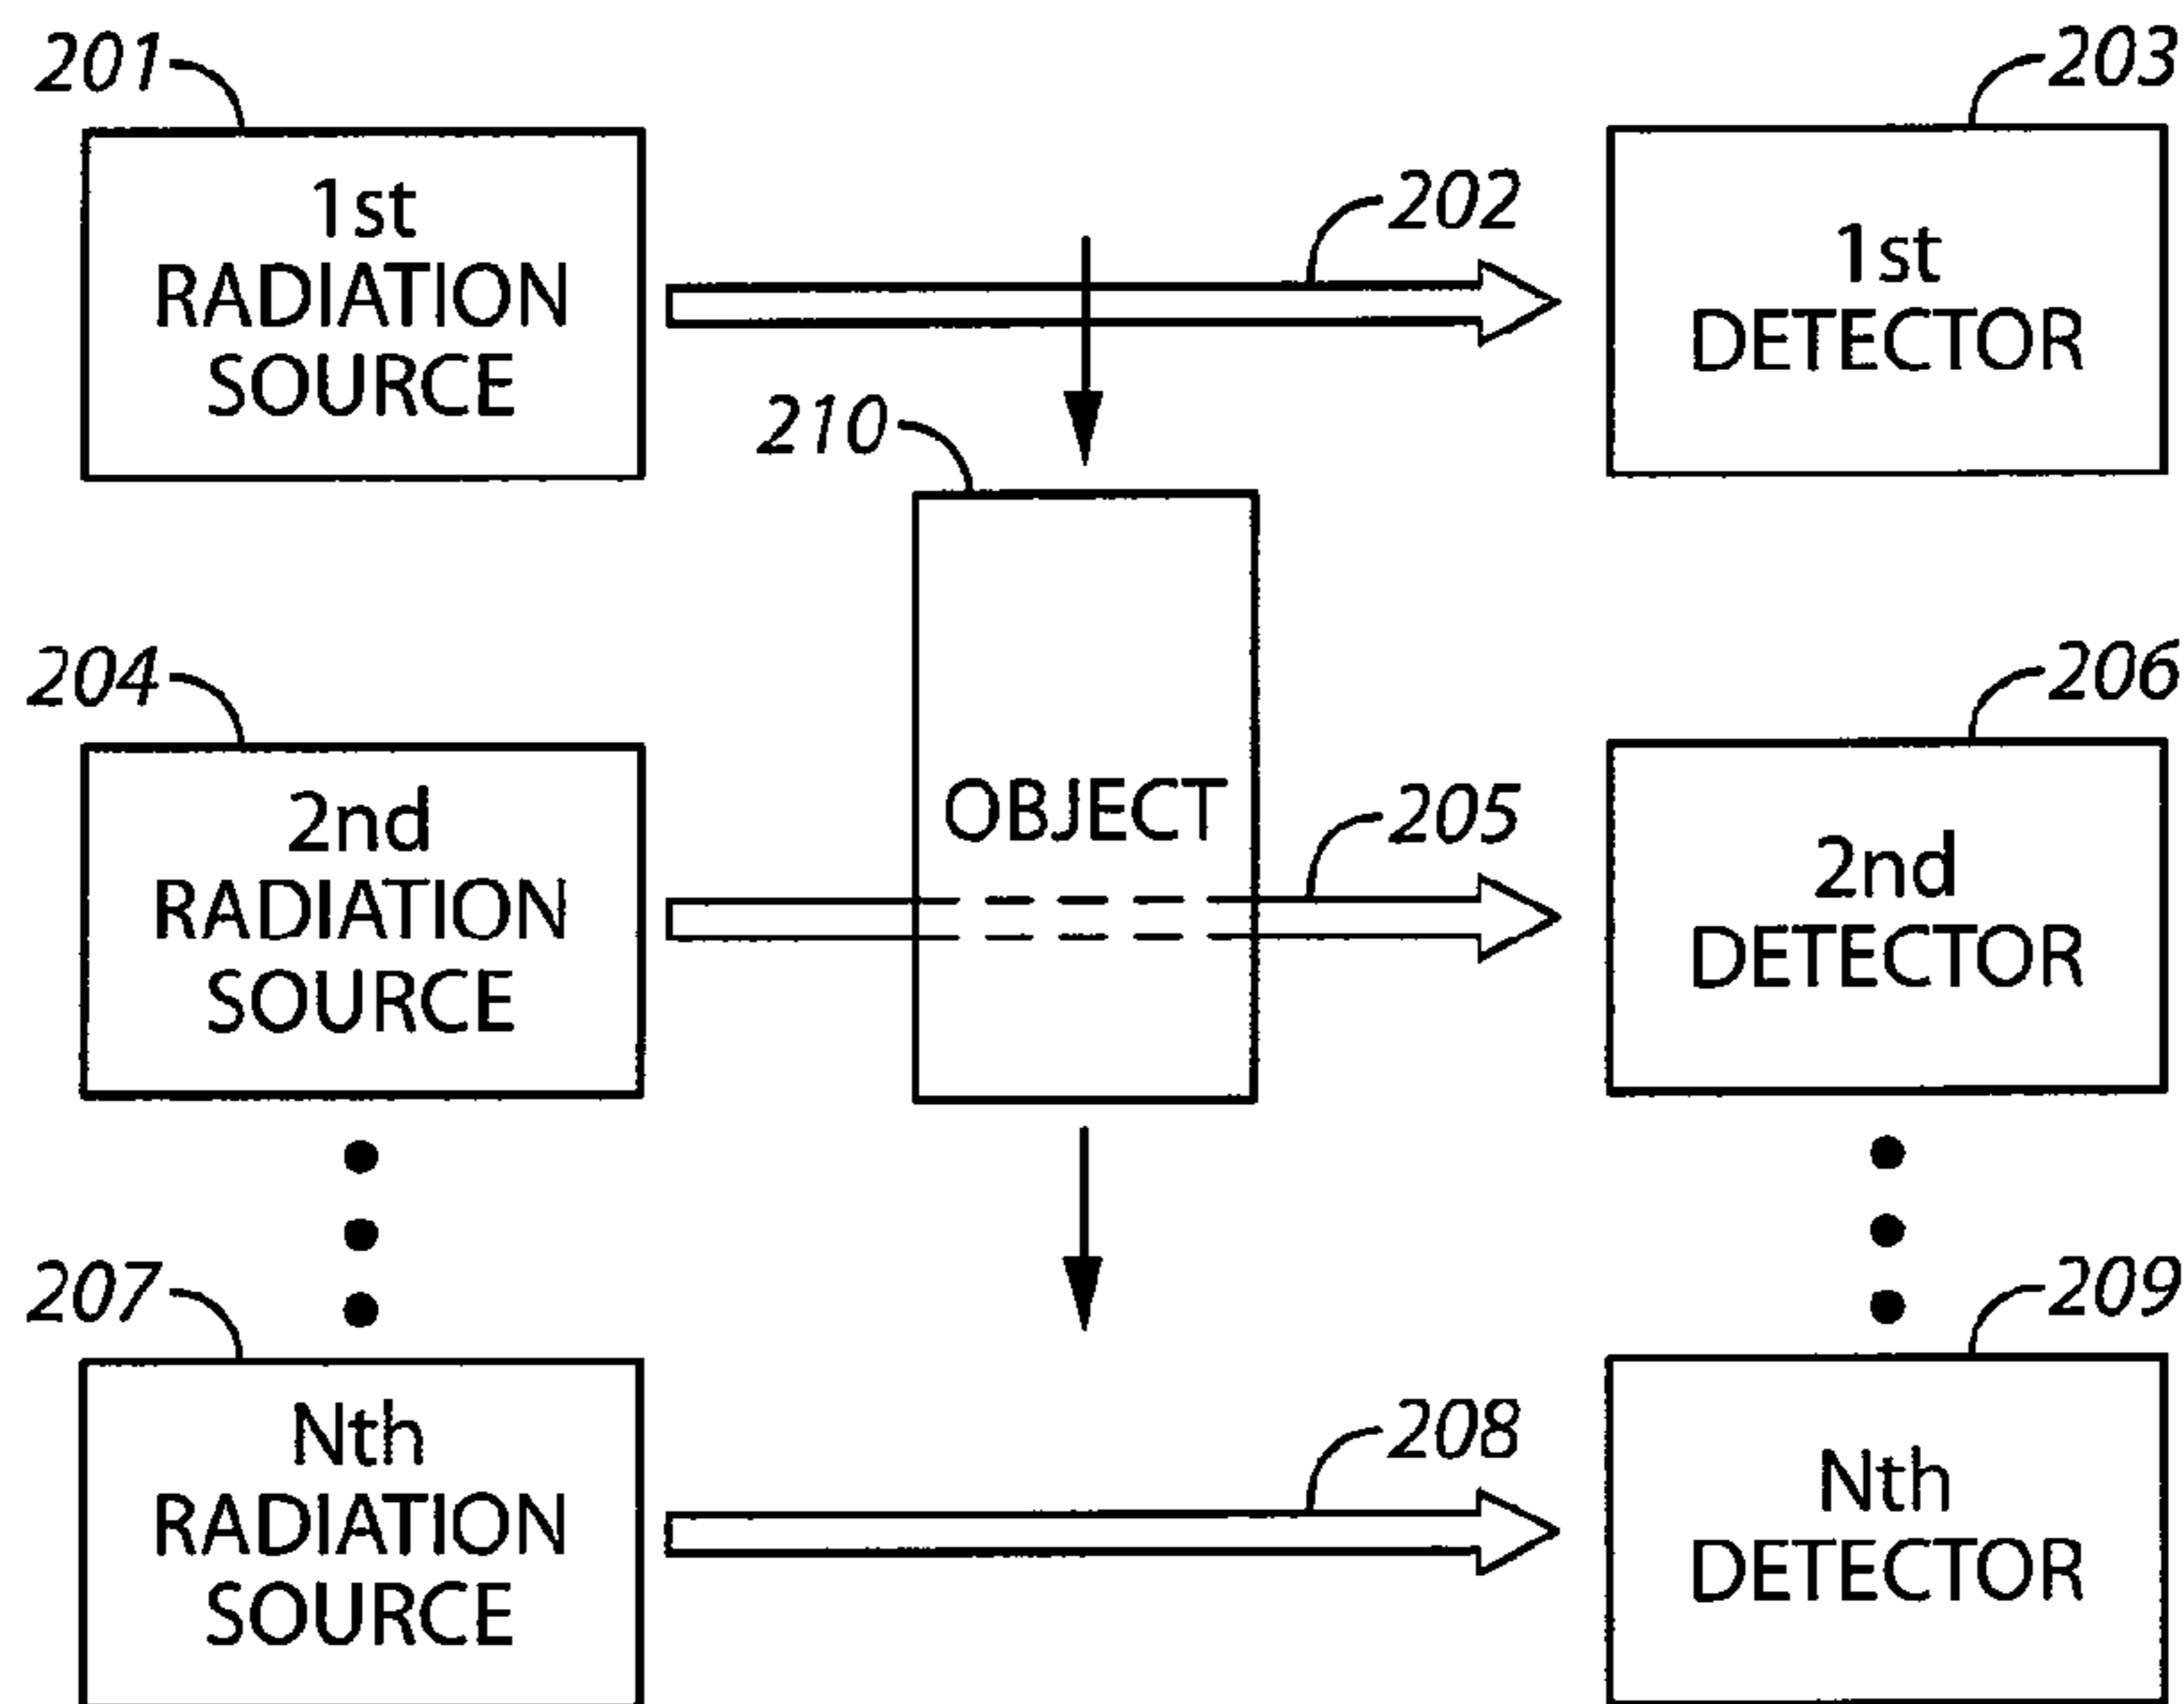 201
203
1st
RADIATION
SOURCE
202
1st
DETECTOR
210
204
206
2nd
RADIATION
SOURCE
OBJECT
205
2nd
DETECTOR
207
209
Nth
RADIATION
SOURCE
208
Nth
DETECTOR